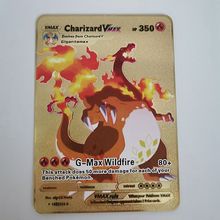 VMAX Charizard VMAX HP 350
Evolves from Charizard V
Gigantamax
G-Max Wildfire 80+
This attack does 50 more damage for each of your
Benched Pokémon.
VMAX rule